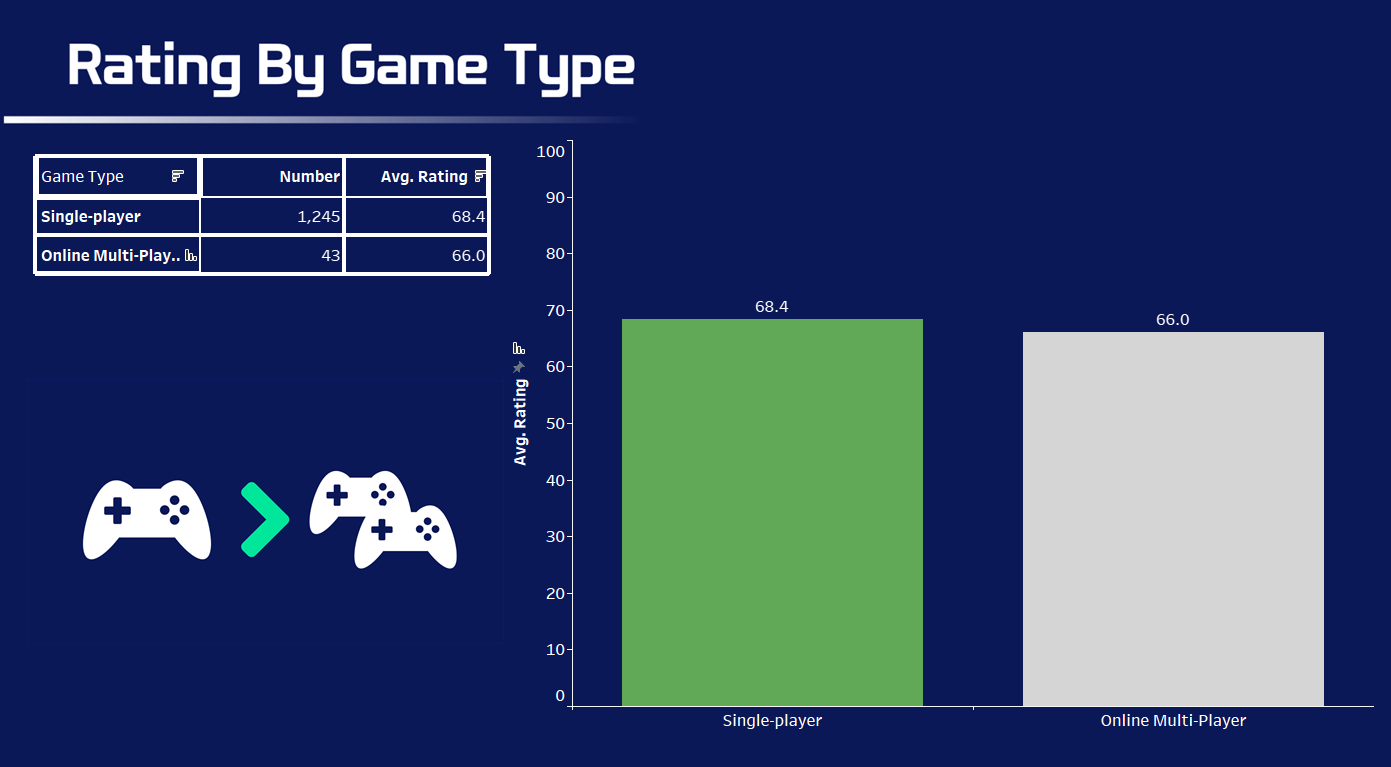 Rating By Game Type
Game Type Number Avg. Rating
Single-player 1,245 68.4
Online Multi-Play.. 43 66.0
100
90
80
70
60
50
40
30
20
10
0
Avg. Rating
68.4
66.0
Single-player Online Multi-Player